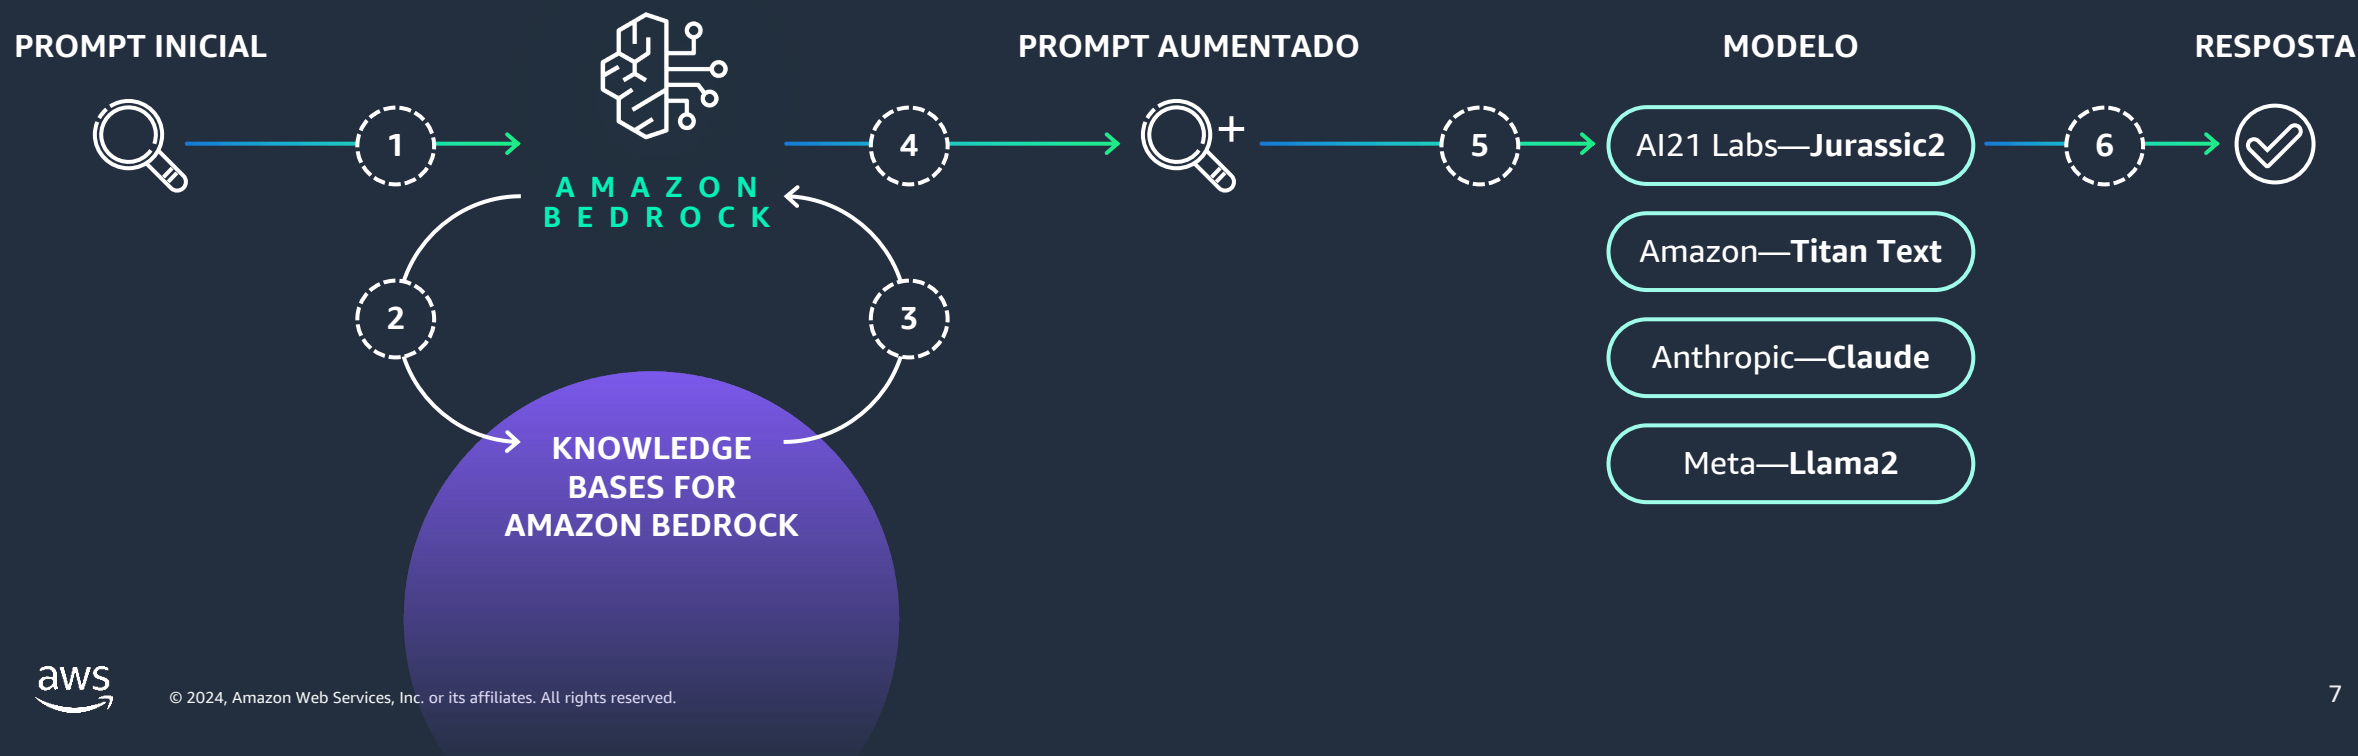 PROMPT INICIAL
PROMPT AUMENTADO
MODELO
RESPOSTA
1
4
5
6
AMAZON
BEDROCK
2
3
KNOWLEDGE
BASES FOR
AMAZON BEDROCK
AI21 Labs—Jurassic2
Amazon—Titan Text
Anthropic—Claude
Meta—Llama2
aws
© 2024, Amazon Web Services, Inc. or its affiliates. All rights reserved.
7